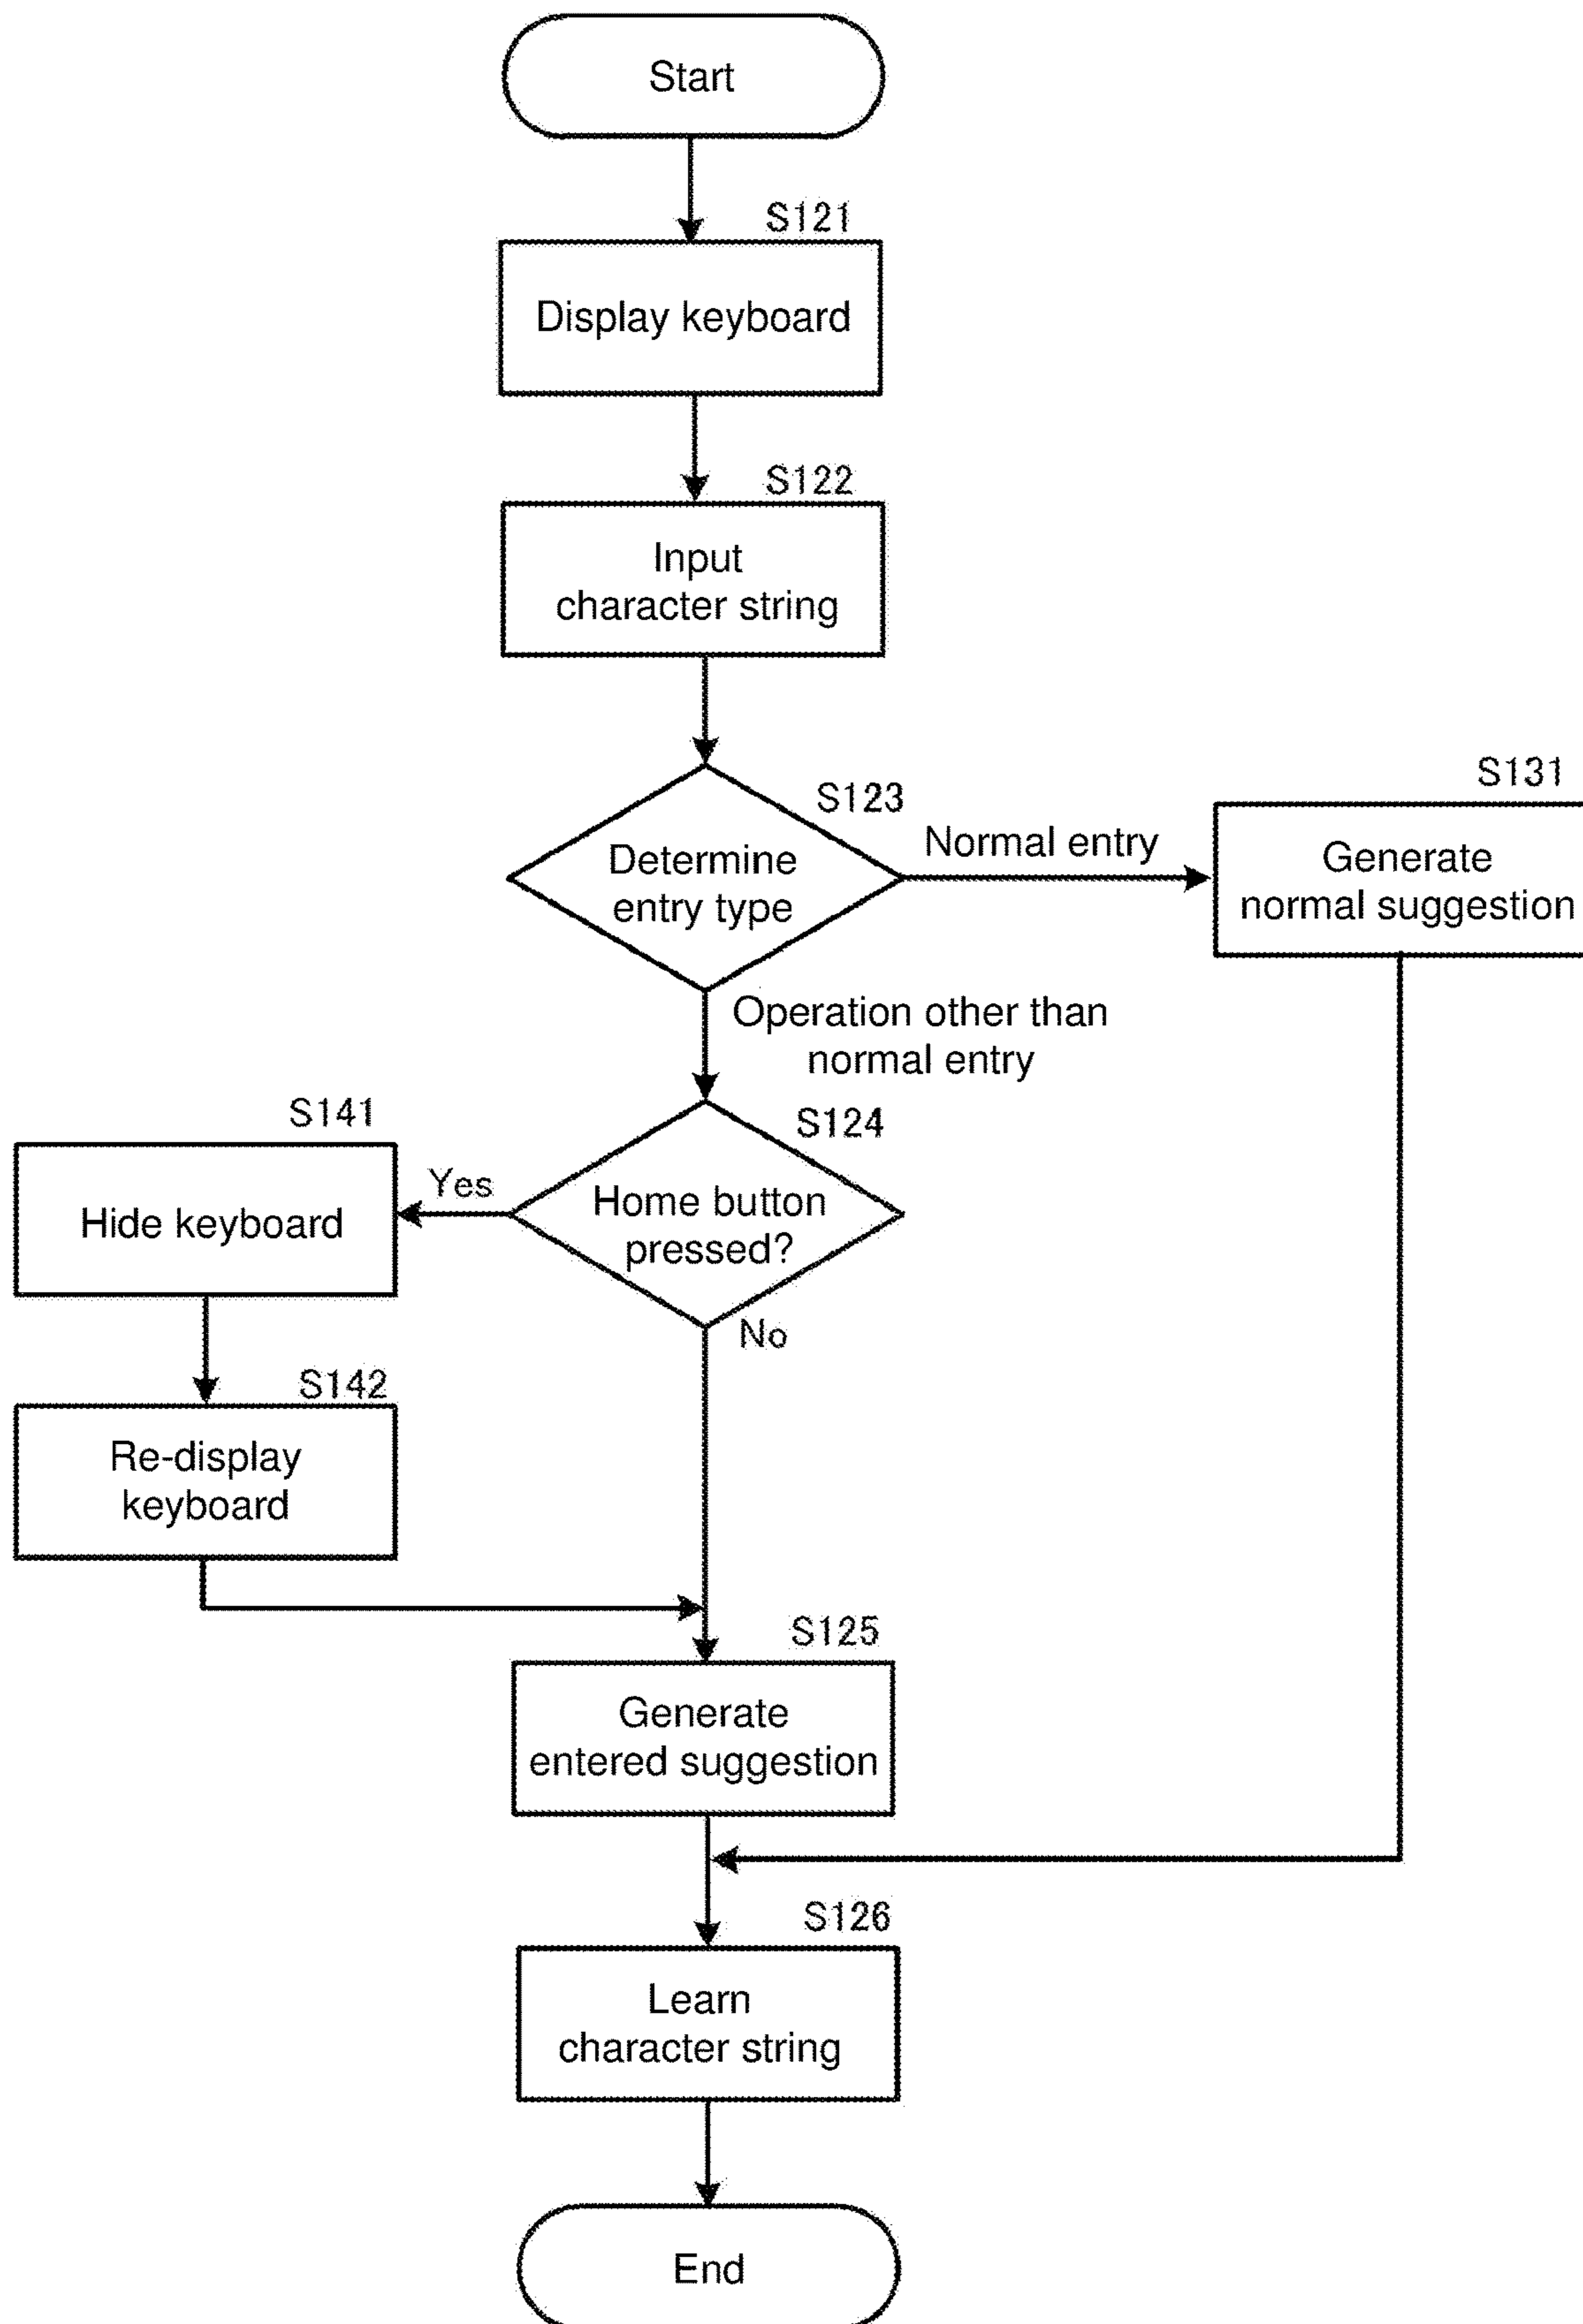 Start
S121
Display keyboard
S122
Input
character string
S123
Determine
entry type
Normal entry
S131
Generate
normal suggestion
Operation other than
normal entry
S124
Home button
pressed?
Yes
No
S141
Hide keyboard
S142
Re-display
keyboard
S125
Generate
entered suggestion
S126
Learn
character string
End